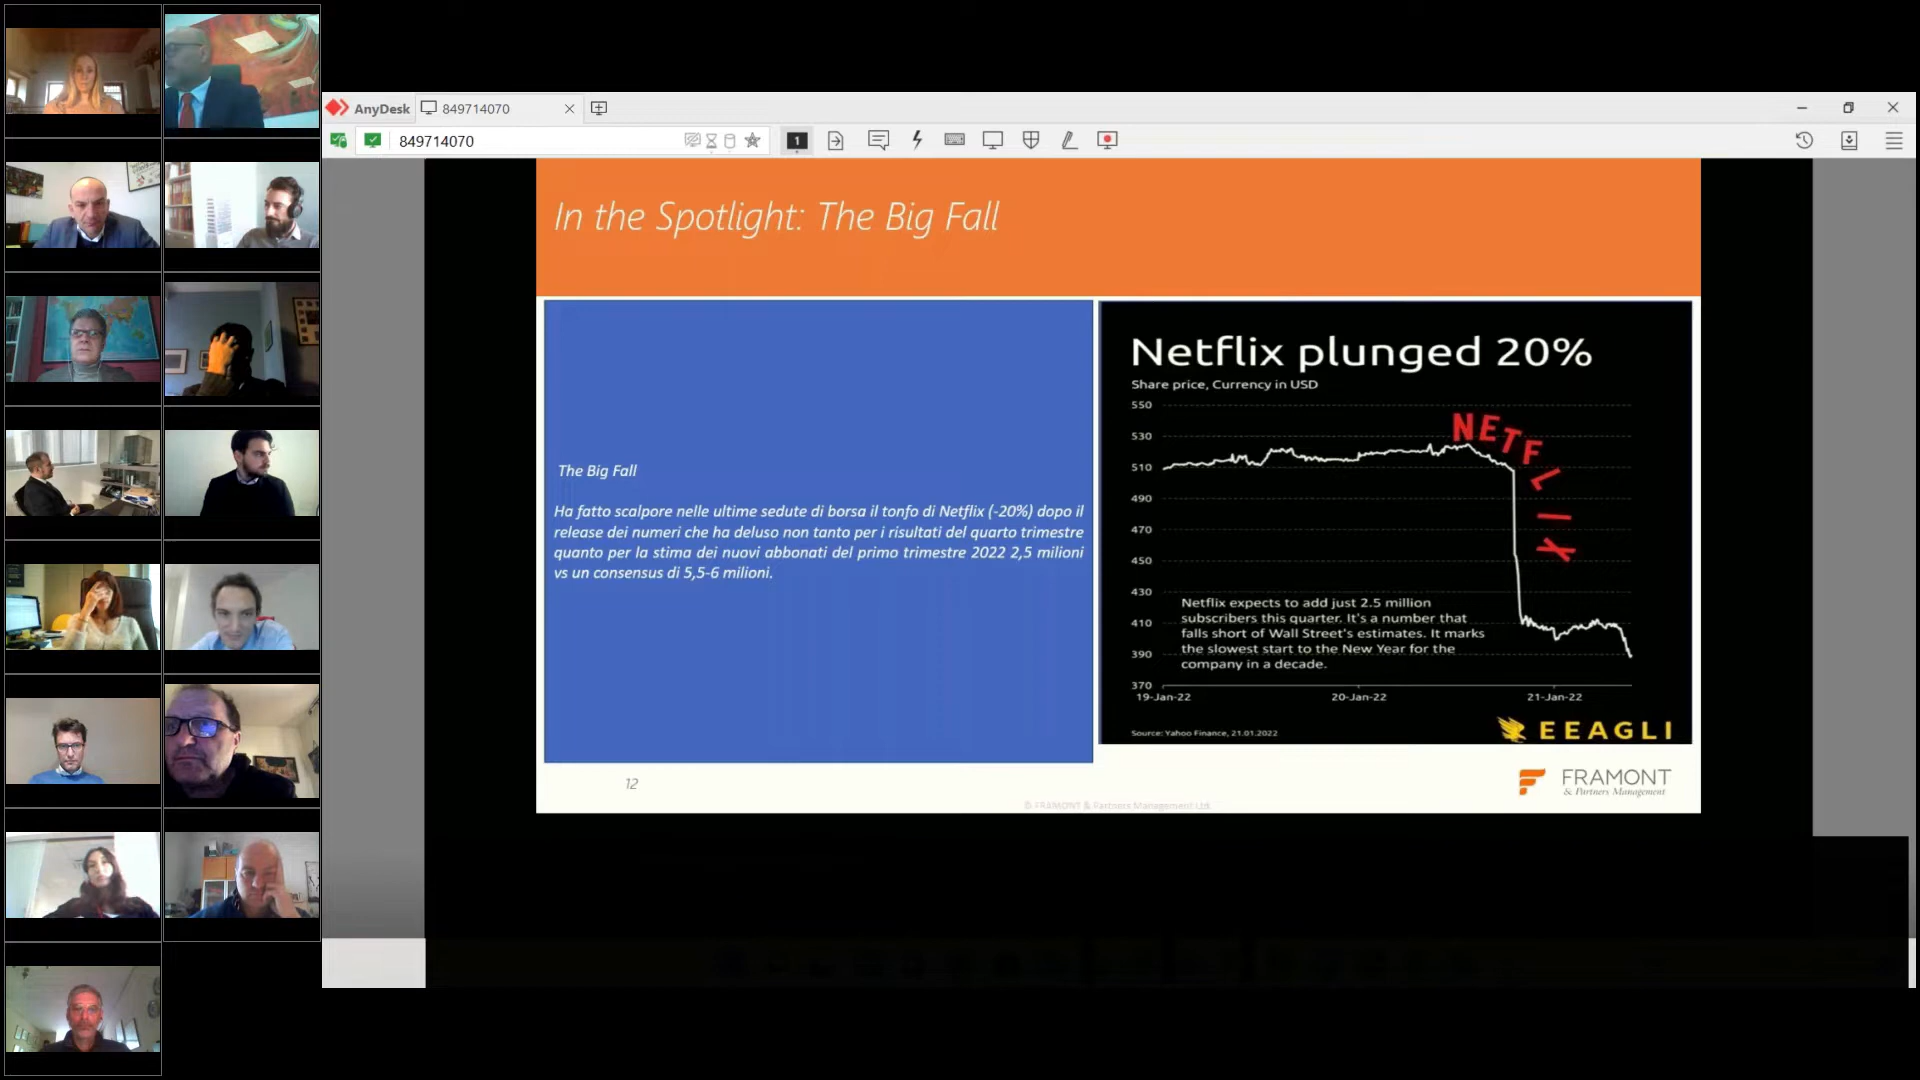 AnyDesk
849714070
849714070
1
In the Spotlight: The Big Fall
The Big Fall
Ha fatto scalpore nelle ultime sedute di borsa il tonfo di Netflix (-20%) dopo il
release dei numeri che ha deluso non tanto per i risultati del quarto trimestre
quanto per la stima dei nuovi abbonati del primo trimestre 2022 2,5 milioni
vs un consensus di 5,5-6 milioni.
Netflix plunged 20%
Share price, Currency in USD
550
530
510
490
470
450
430
410
390
370
NETFLIX
Netflix expects to add just 2.5 million
subscribers this quarter. It's a number that
falls short of Wall Street's estimates. It marks
the slowest start to the New Year for the
company in a decade.
19-Jan-22
20-Jan-22
21-Jan-22
Source: Yahoo Finance, 21.01.2022
EEAGLI
12
FRAMONT
& Partners Management
© FRAMONT & Partners Management Ltd.